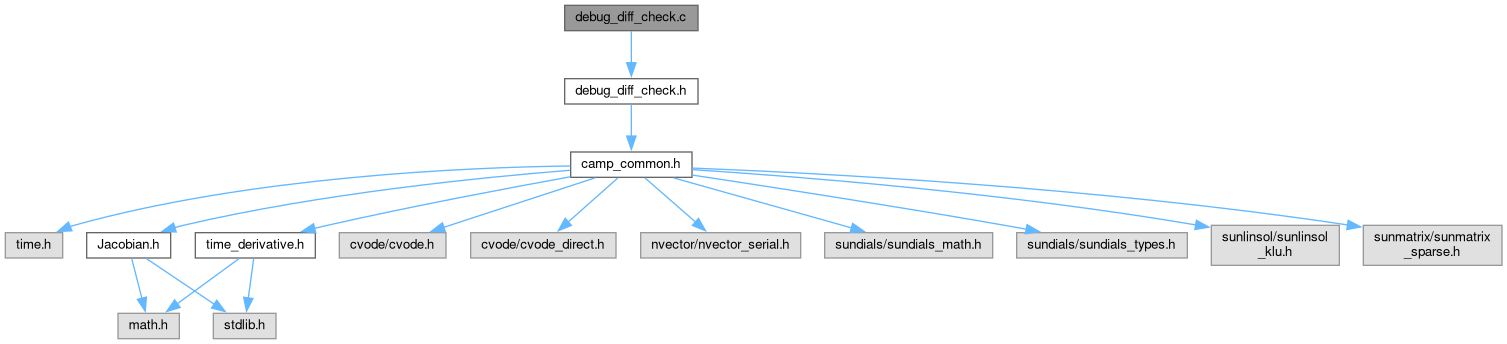 debug_diff_check.c
debug_diff_check.h
camp_common.h
time.h
Jacobian.h
time_derivative.h
cvode/cvode.h
cvode/cvode_direct.h
nvector/nvector_serial.h
sundials/sundials_math.h
sundials/sundials_types.h
sunlinsol/sunlinsol
_klu.h
sunmatrix/sunmatrix
_sparse.h
math.h
stdlib.h